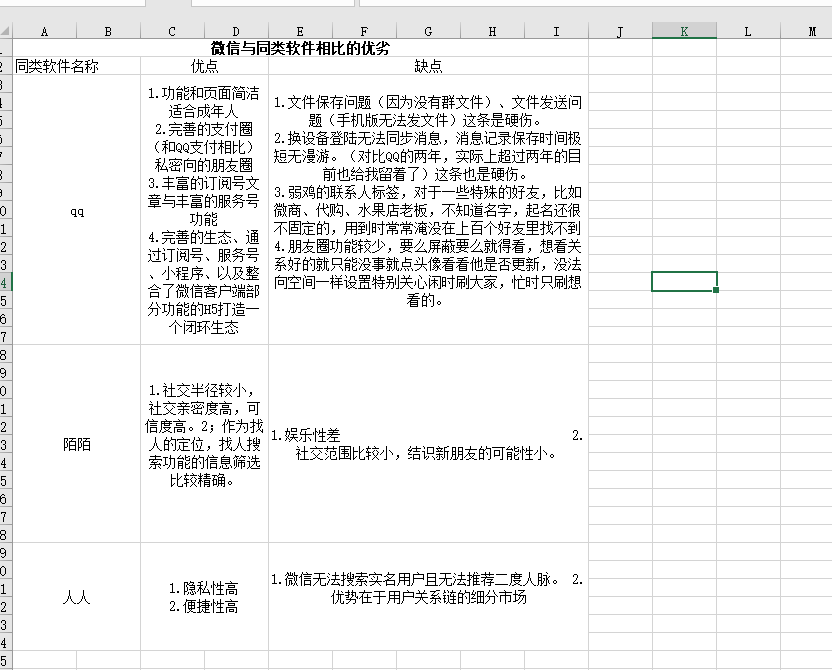 A B C D E F G H I J K L M
微信与同类软件相比的优劣
同类软件名称 优点 缺点
qq
1.功能和页面简洁
适合成年人
2.完善的支付圈
（和QQ支付相比）
私密向的朋友圈
3.丰富的订阅号文
章与丰富的服务号
功能
4.完善的生态、通
过订阅号、服务号
、小程序、以及整
合了微信客户端部
分功能的H5打造一
个闭环生态
1.文件保存问题（因为没有群文件）、文件发送问
题（手机版无法发文件）这条是硬伤。
2.换设备登陆无法同步消息，消息记录保存时间极
短无漫游。（对比QQ的两年，实际上超过两年的目
前也给我留着了）这条也是硬伤。
3.弱鸡的联系人标签，对于一些特殊的好友，比如
微商、代购、水果店老板，不知道名字，起名还很
不固定的，用到时常常淹没在上百个好友里找不到
4.朋友圈功能较少，要么屏蔽要么就得看，想看关
系好的就只能没事就点头像看看他是否更新，没法
向空间一样设置特别关心闲时刷大家，忙时只刷想
看的。
陌陌
1.社交半径较小，
社交亲密度高，可
信度高。2；作为找
人的定位，找人搜
索功能的信息筛选
比较精确。
1.娱乐性差 2.
社交范围比较小，结识新朋友的可能性小。
人人
1.隐私性高
2.便捷性高
1.微信无法搜索实名用户且无法推荐二度人脉。 2.
优势在于用户关系链的细分市场